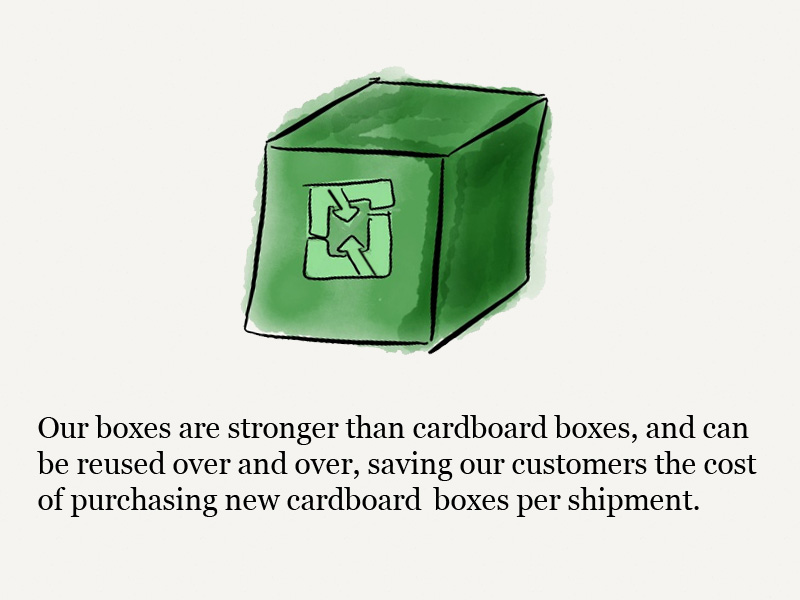 Our boxes are stronger than cardboard boxes, and can
be reused over and over, saving our customers the cost
of purchasing new cardboard  boxes per shipment.